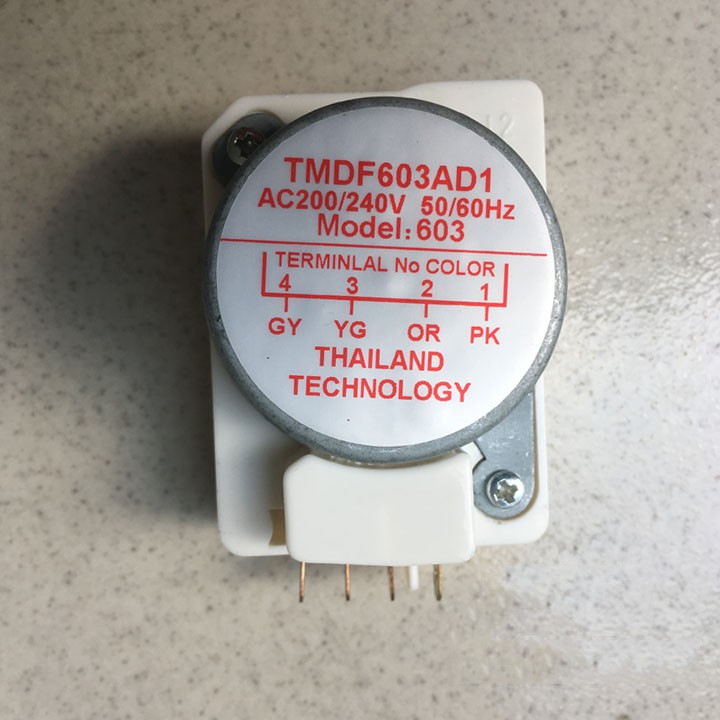 TMDF603AD1
AC200/240V 50/60Hz
Model:603
TERMINLAL No COLOR
4 3 2 1
GY YG OR PK
THAILAND
TECHNOLOGY